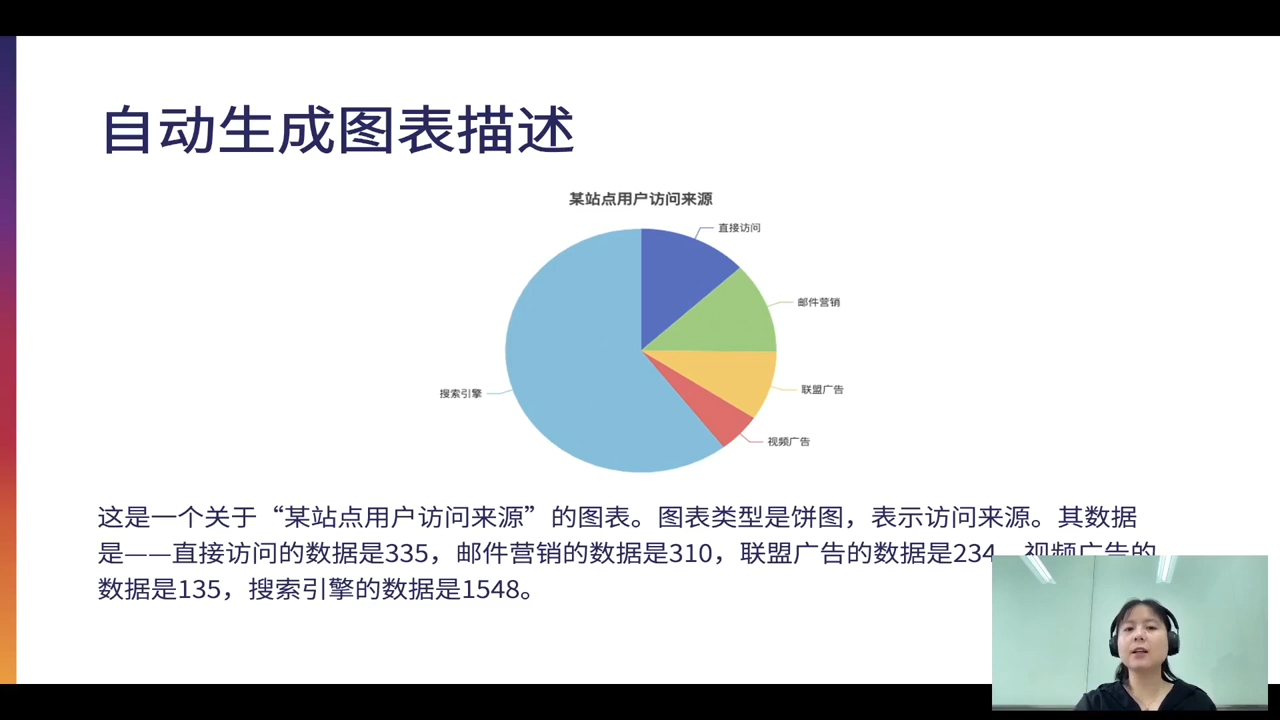 自动生成图表描述
某站点用户访问来源
直接访问
邮件营销
联盟广告
搜索引擎
视频广告
这是一个关于“某站点用户访问来源”的图表。图表类型是饼图，表示访问来源。其数据
是——直接访问的数据是335，邮件营销的数据是310，联盟广告的数据是234，视频广告的
数据是135，搜索引擎的数据是1548。